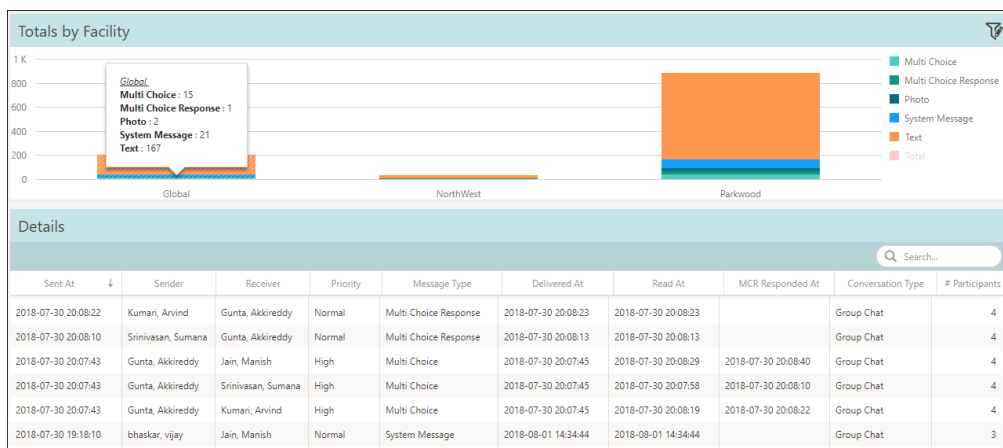 Totals by Facility
1 K
800
600
400
200
0
Global
Multi Choice : 15
Multi Choice Response : 1
Photo : 2
System Message : 21
Text : 167
Global
NorthWest
Parkwood
Multi Choice
Multi Choice Response
Photo
System Message
Text
Total
Details
Search...
Sent At ↓ Sender Receiver Priority Message Type Delivered At Read At MCR Responded At Conversation Type # Participants
2018-07-30 20:08:22 Kumari, Arvind Gunta, Akkireddy Normal Multi Choice Response 2018-07-30 20:08:23 2018-07-30 20:08:23 Group Chat 4
2018-07-30 20:08:10 Srinivasan, Sumana Gunta, Akkireddy Normal Multi Choice Response 2018-07-30 20:08:13 2018-07-30 20:08:13 Group Chat 4
2018-07-30 20:07:43 Gunta, Akkireddy Jain, Manish High Multi Choice 2018-07-30 20:07:45 2018-07-30 20:08:29 2018-07-30 20:08:40 Group Chat 4
2018-07-30 20:07:43 Gunta, Akkireddy Srinivasan, Sumana High Multi Choice 2018-07-30 20:07:45 2018-07-30 20:07:58 2018-07-30 20:08:10 Group Chat 4
2018-07-30 20:07:43 Gunta, Akkireddy Kumari, Arvind High Multi Choice 2018-07-30 20:07:45 2018-07-30 20:08:19 2018-07-30 20:08:22 Group Chat 4
2018-07-30 19:18:10 bhaskar, vijay Jain, Manish Normal System Message 2018-08-01 14:34:44 2018-08-01 14:34:44 Group Chat 3